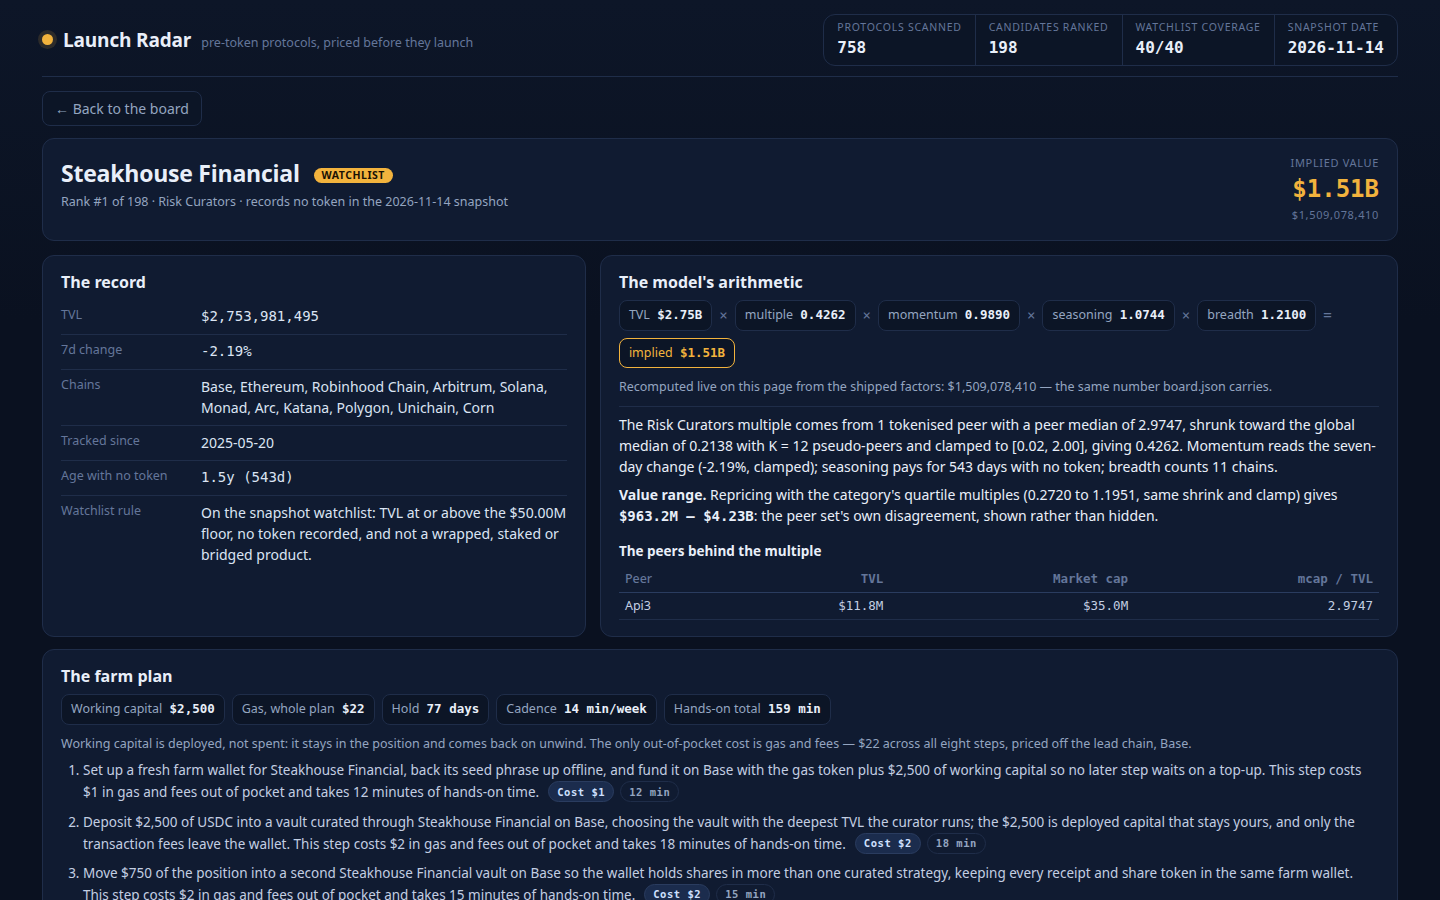 Launch Radar pre-token protocols, priced before they launch
PROTOCOLS SCANNED
758
CANDIDATES RANKED
198
WATCHLIST COVERAGE
40/40
SNAPSHOT DATE
2026-11-14
← Back to the board
Steakhouse Financial WATCHLIST
Rank #1 of 198 · Risk Curators · records no token in the 2026-11-14 snapshot
IMPLIED VALUE
$1.51B
$1,509,078,410
The record
TVL $2,753,981,495
7d change -2.19%
Chains Base, Ethereum, Robinhood Chain, Arbitrum, Solana,
Monad, Arc, Katana, Polygon, Unichain, Corn
Tracked since 2025-05-20
Age with no token 1.5y (543d)
Watchlist rule On the snapshot watchlist: TVL at or above the $50.00M
floor, no token recorded, and not a wrapped, staked or
bridged product.
The model's arithmetic
TVL $2.75B × multiple 0.4262 × momentum 0.9890 × seasoning 1.0744 × breadth 1.2100 =
implied $1.51B
Recomputed live on this page from the shipped factors: $1,509,078,410 — the same number board.json carries.
The Risk Curators multiple comes from 1 tokenised peer with a peer median of 2.9747, shrunk toward the global
median of 0.2138 with K = 12 pseudo-peers and clamped to [0.02, 2.00], giving 0.4262. Momentum reads the seven-
day change (-2.19%, clamped); seasoning pays for 543 days with no token; breadth counts 11 chains.
Value range. Repricing with the category's quartile multiples (0.2720 to 1.1951, same shrink and clamp) gives
$963.2M — $4.23B: the peer set's own disagreement, shown rather than hidden.
The peers behind the multiple
Peer TVL Market cap mcap / TVL
Api3 $11.8M $35.0M 2.9747
The farm plan
Working capital $2,500 Gas, whole plan $22 Hold 77 days Cadence 14 min/week Hands-on total 159 min
Working capital is deployed, not spent: it stays in the position and comes back on unwind. The only out-of-pocket cost is gas and fees — $22 across all eight steps, priced off the lead chain, Base.
1. Set up a fresh farm wallet for Steakhouse Financial, back its seed phrase up offline, and fund it on Base with the gas token plus $2,500 of working capital so no later step waits on a top-up. This step costs
$1 in gas and fees out of pocket and takes 12 minutes of hands-on time. Cost $1 12 min
2. Deposit $2,500 of USDC into a vault curated through Steakhouse Financial on Base, choosing the vault with the deepest TVL the curator runs; the $2,500 is deployed capital that stays yours, and only the
transaction fees leave the wallet. This step costs $2 in gas and fees out of pocket and takes 18 minutes of hands-on time. Cost $2 18 min
3. Move $750 of the position into a second Steakhouse Financial vault on Base so the wallet holds shares in more than one curated strategy, keeping every receipt and share token in the same farm wallet.
This step costs $2 in gas and fees out of pocket and takes 15 minutes of hands-on time. Cost $2 15 min